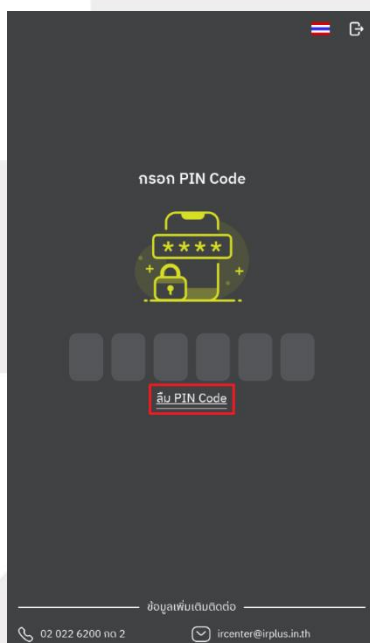 กรอก PIN Code
****
ลืม PIN Code
ข้อมูลเพิ่มเติมติดต่อ
02 022 6200 กด 2 ircenter@irplus.in.th